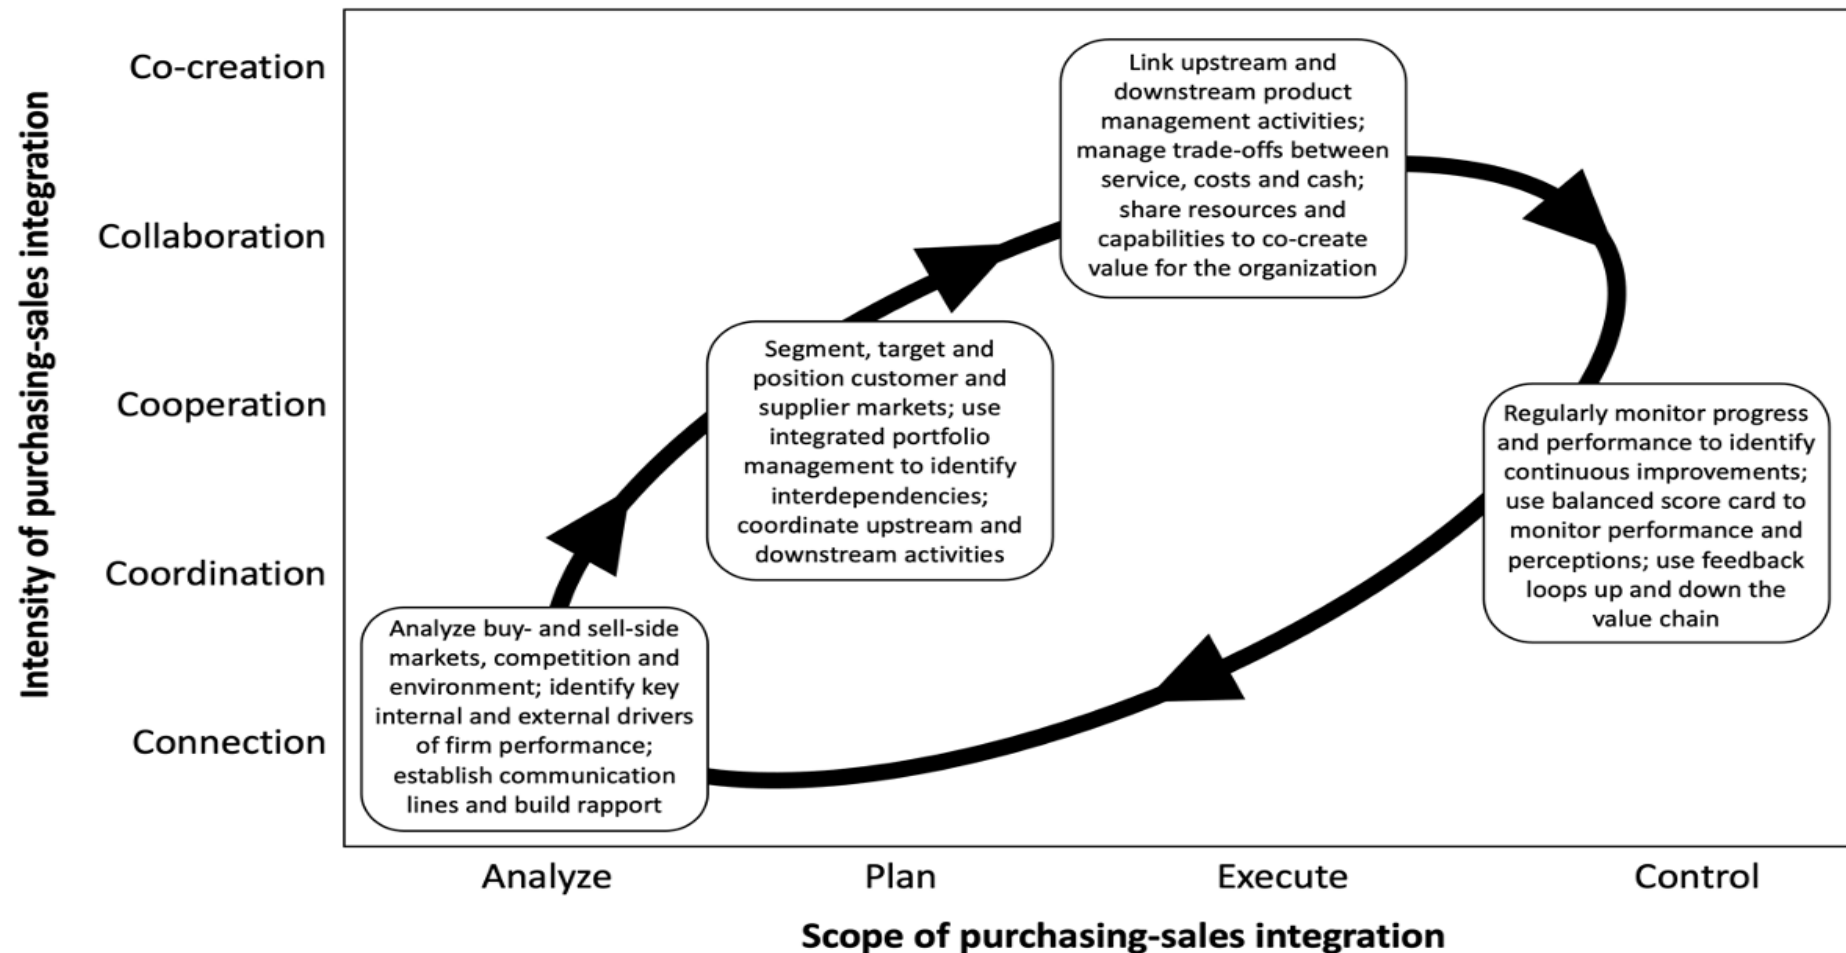 Intensity of purchasing-sales integration
Co-creation
Collaboration
Cooperation
Coordination
Connection
Link upstream and
downstream product
management activities;
manage trade-offs between
service, costs and cash;
share resources and
capabilities to co-create
value for the organization
Segment, target and
position customer and
supplier markets; use
integrated portfolio
management to identify
interdependencies;
coordinate upstream and
downstream activities
Regularly monitor progress
and performance to identify
continuous improvements;
use balanced score card to
monitor performance and
perceptions; use feedback
loops up and down the
value chain
Analyze buy- and sell-side
markets, competition and
environment; identify key
internal and external drivers
of firm performance;
establish communication
lines and build rapport
Analyze
Plan
Execute
Control
Scope of purchasing-sales integration